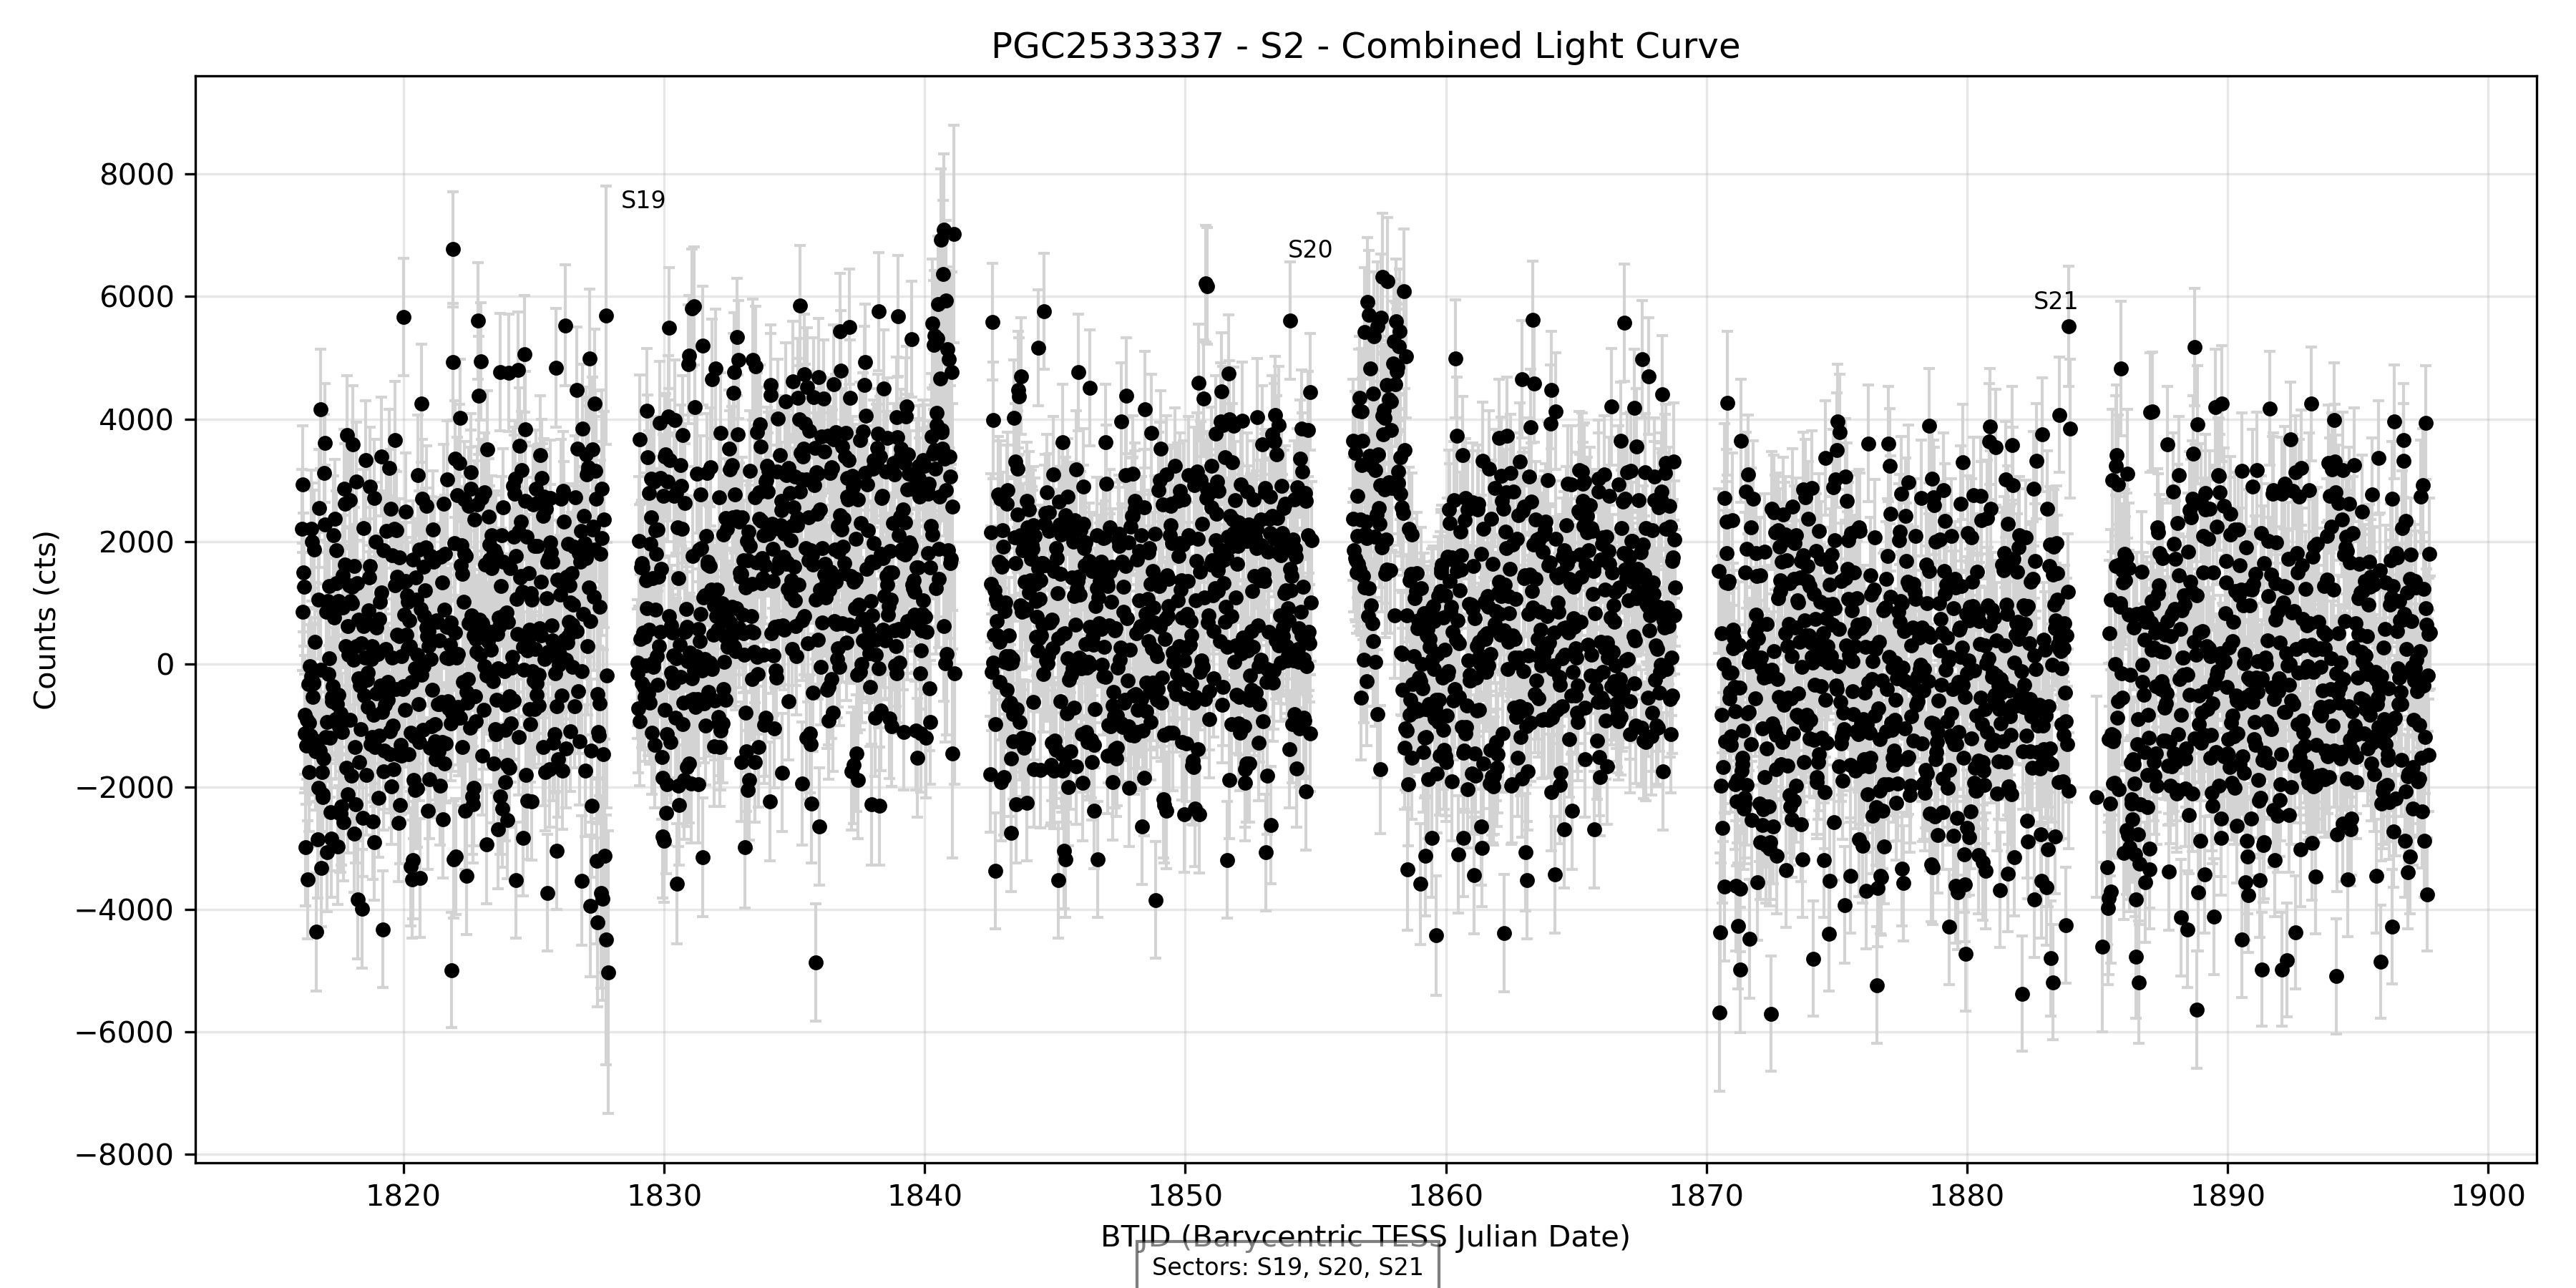 PGC2533337 - S2 - Combined Light Curve
Counts (cts)
8000
6000
4000
2000
0
−2000
−4000
−6000
−8000
S19
S20
S21
1820 1830 1840 1850 1860 1870 1880 1890 1900
BTJD (Barycentric TESS Julian Date)
Sectors: S19, S20, S21